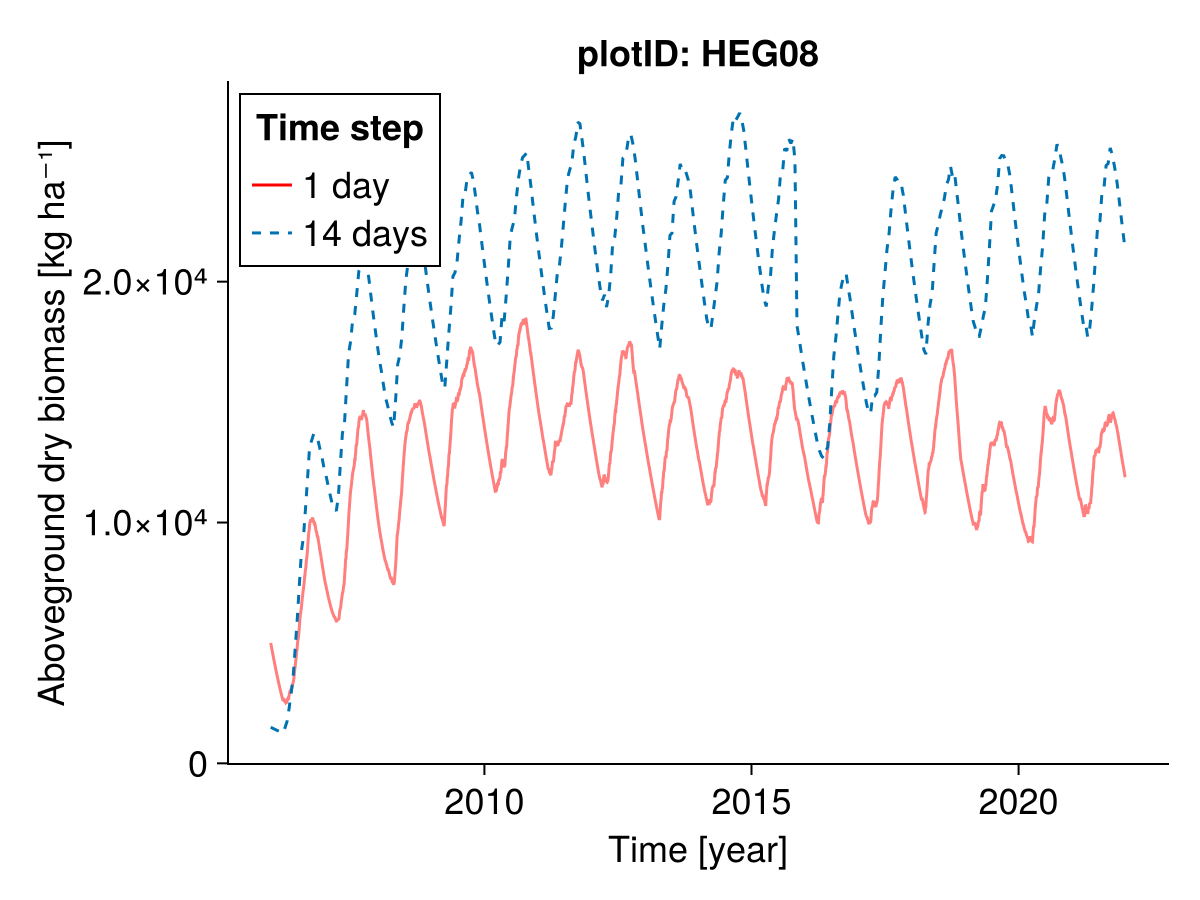 plotID: HEG08
Time step
1 day
14 days
Aboveground dry biomass [kg ha⁻¹]
2.0×10⁴
1.0×10⁴
0
2010
2015
2020
Time [year]